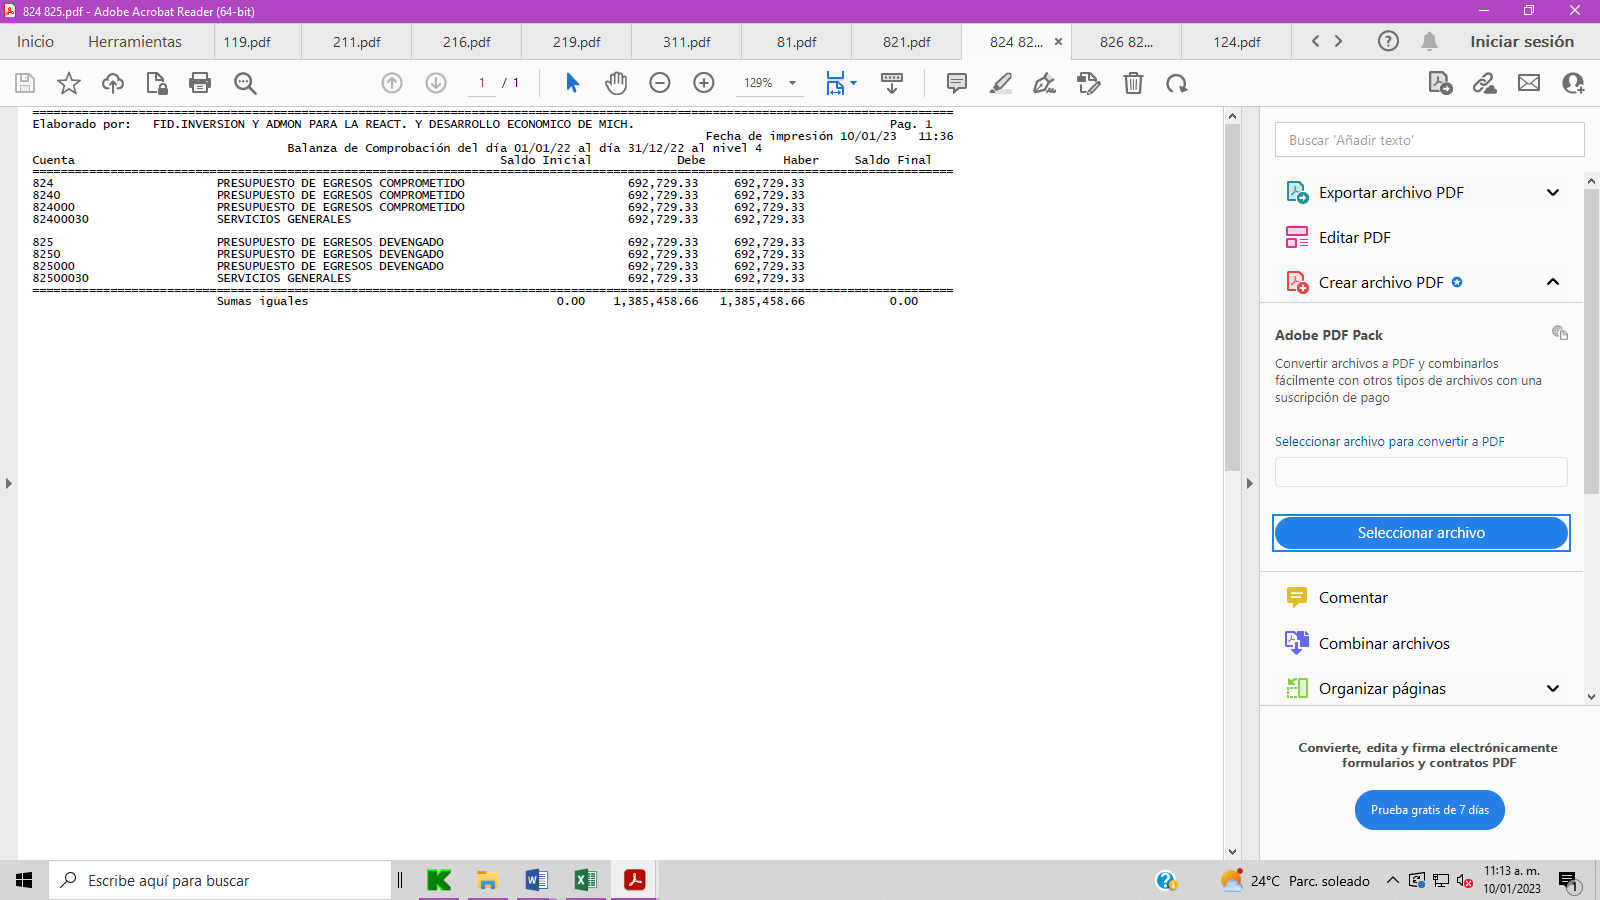 824 825.pdf - Adobe Acrobat Reader (64-bit)
Inicio Herramientas 119.pdf 211.pdf 216.pdf 219.pdf 311.pdf 81.pdf 821.pdf 824 82... × 826 82... 124.pdf Iniciar sesión
1 / 1 129%
Elaborado por: FID.INVERSION Y ADMON PARA LA REACT. Y DESARROLLO ECONOMICO DE MICH. Pag. 1
Fecha de impresión 10/01/23 11:36
Balanza de Comprobación del día 01/01/22 al día 31/12/22 al nivel 4
Cuenta Saldo Inicial Debe Haber Saldo Final
824 PRESUPUESTO DE EGRESOS COMPROMETIDO 692,729.33 692,729.33
8240 PRESUPUESTO DE EGRESOS COMPROMETIDO 692,729.33 692,729.33
824000 PRESUPUESTO DE EGRESOS COMPROMETIDO 692,729.33 692,729.33
82400030 SERVICIOS GENERALES 692,729.33 692,729.33
825 PRESUPUESTO DE EGRESOS DEVENGADO 692,729.33 692,729.33
8250 PRESUPUESTO DE EGRESOS DEVENGADO 692,729.33 692,729.33
825000 PRESUPUESTO DE EGRESOS DEVENGADO 692,729.33 692,729.33
82500030 SERVICIOS GENERALES 692,729.33 692,729.33
Sumas iguales 0.00 1,385,458.66 1,385,458.66 0.00
Buscar 'Añadir texto'
Exportar archivo PDF
Editar PDF
Crear archivo PDF
Adobe PDF Pack
Convertir archivos a PDF y combinarlos
fácilmente con otros tipos de archivos con una
suscripción de pago
Seleccionar archivo para convertir a PDF
Seleccionar archivo
Comentar
Combinar archivos
Organizar páginas
Convierte, edita y firma electrónicamente
formularios y contratos PDF
Prueba gratis de 7 días
Escribe aquí para buscar
24°C Parc. soleado
11:13 a. m.
10/01/2023
1